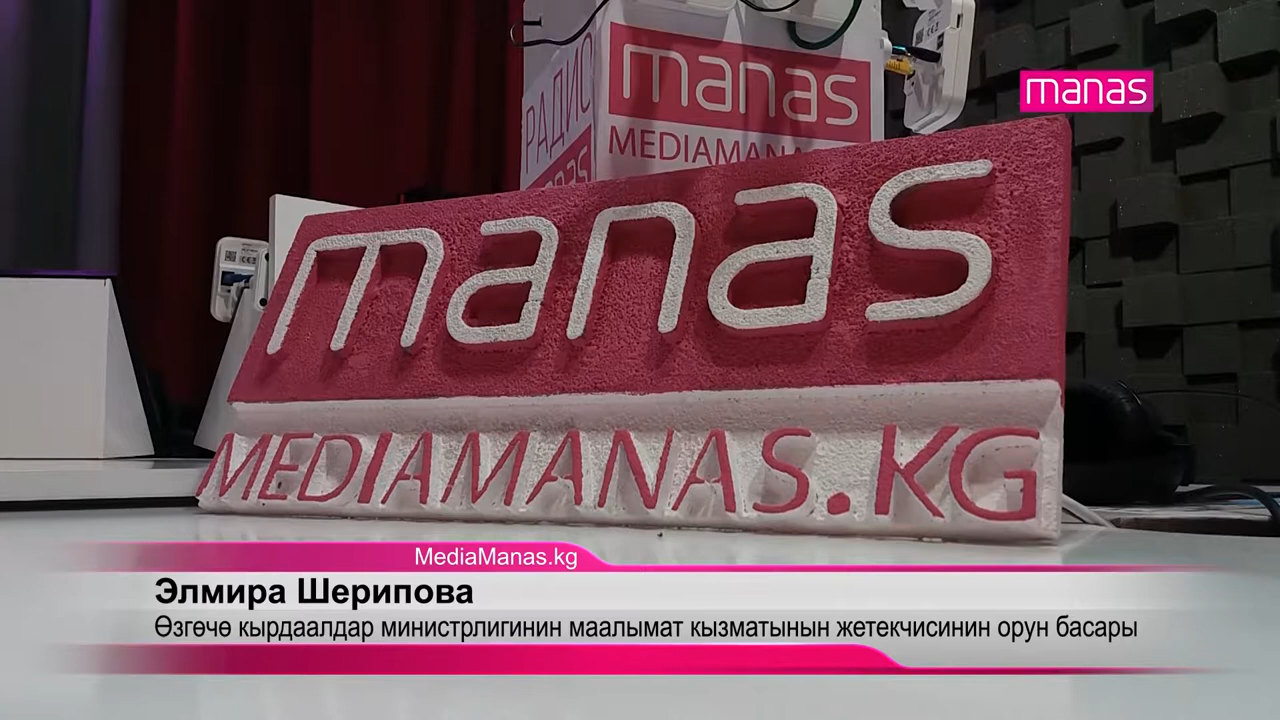 manas
РАДИО
MEDIAMANAS
manas
manas
MEDIAMANAS.KG
MediaManas.kg
Элмира Шерипова
Өзгөчө кырдаалдар министрлигинин маалымат кызматынын жетекчисинин орун басары